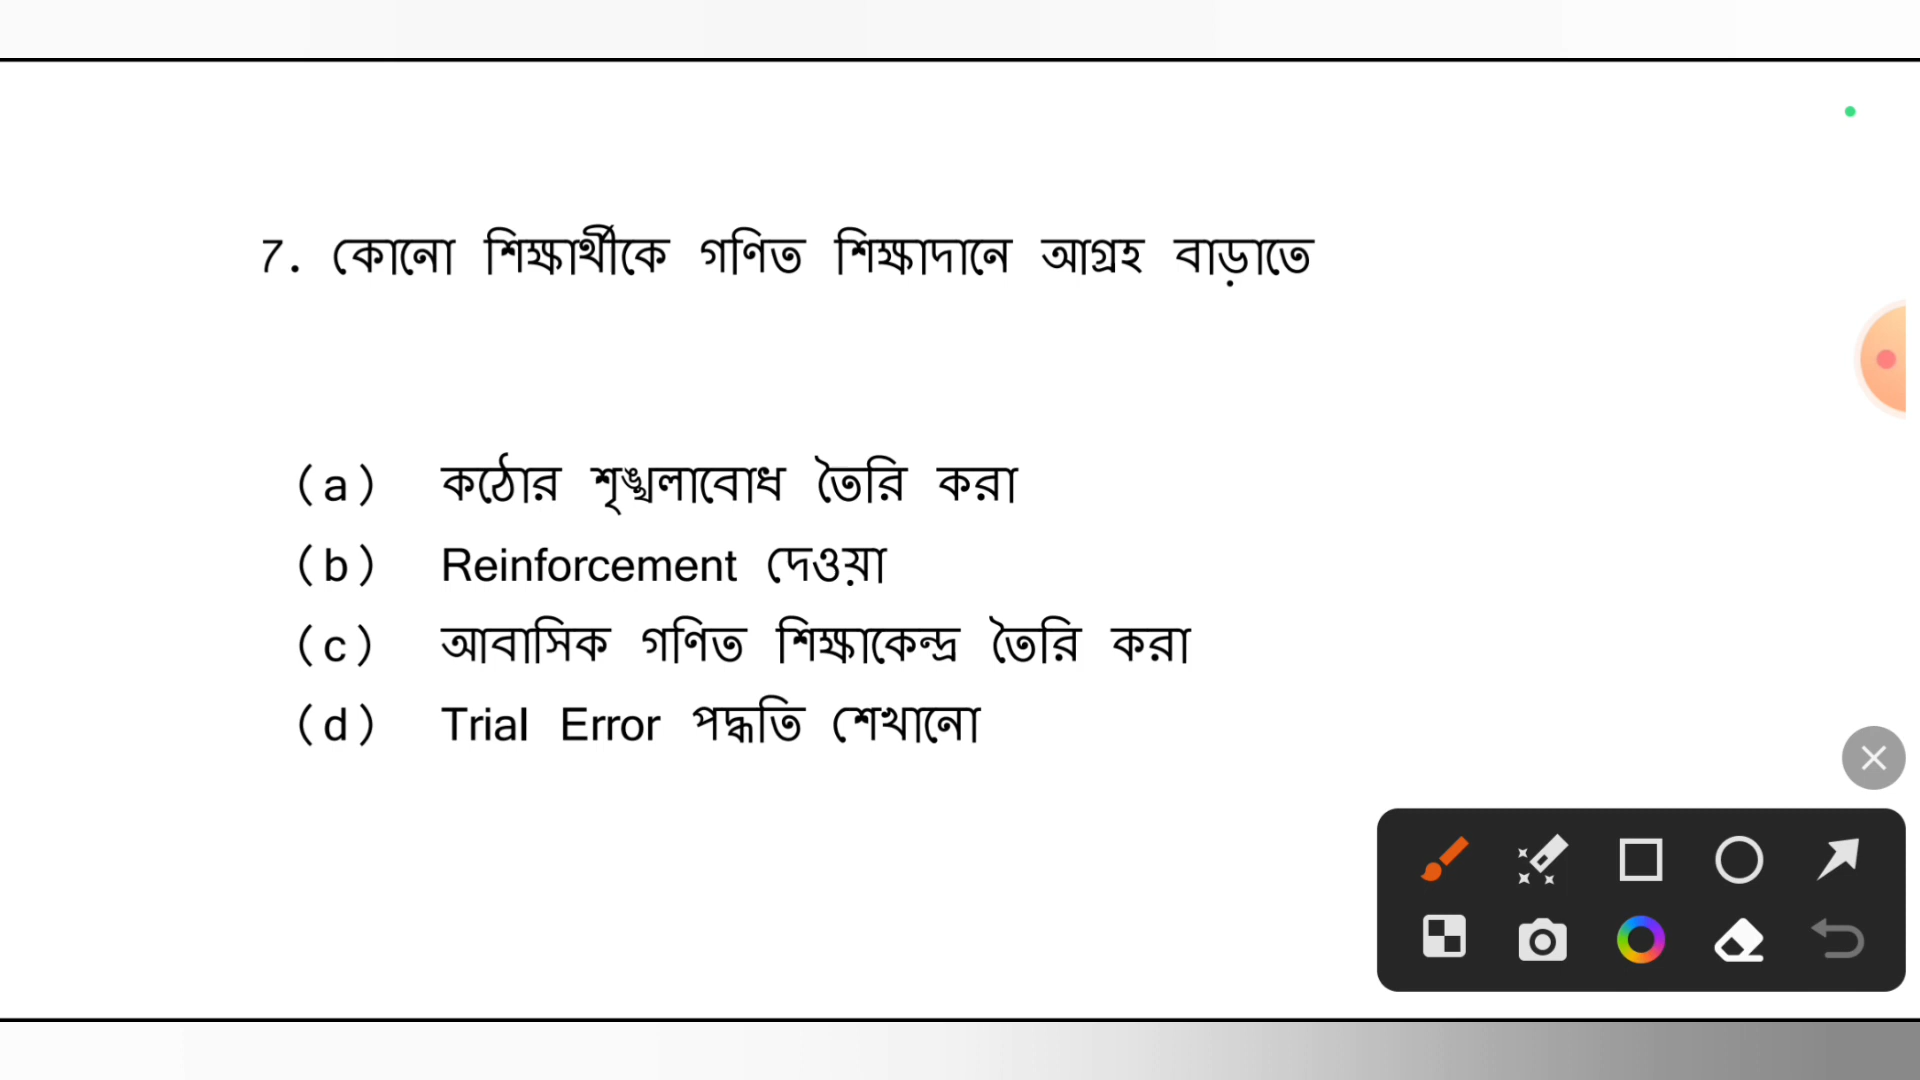 7. কোনো শিক্ষার্থীকে গণিত শিক্ষাদানে আগ্রহ বাড়াতে
(a) কঠোর শৃঙ্খলাবোধ তৈরি করা
(b) Reinforcement দেওয়া
(c) আবাসিক গণিত শিক্ষাকেন্দ্র তৈরি করা
(d) Trial Error পদ্ধতি শেখানো